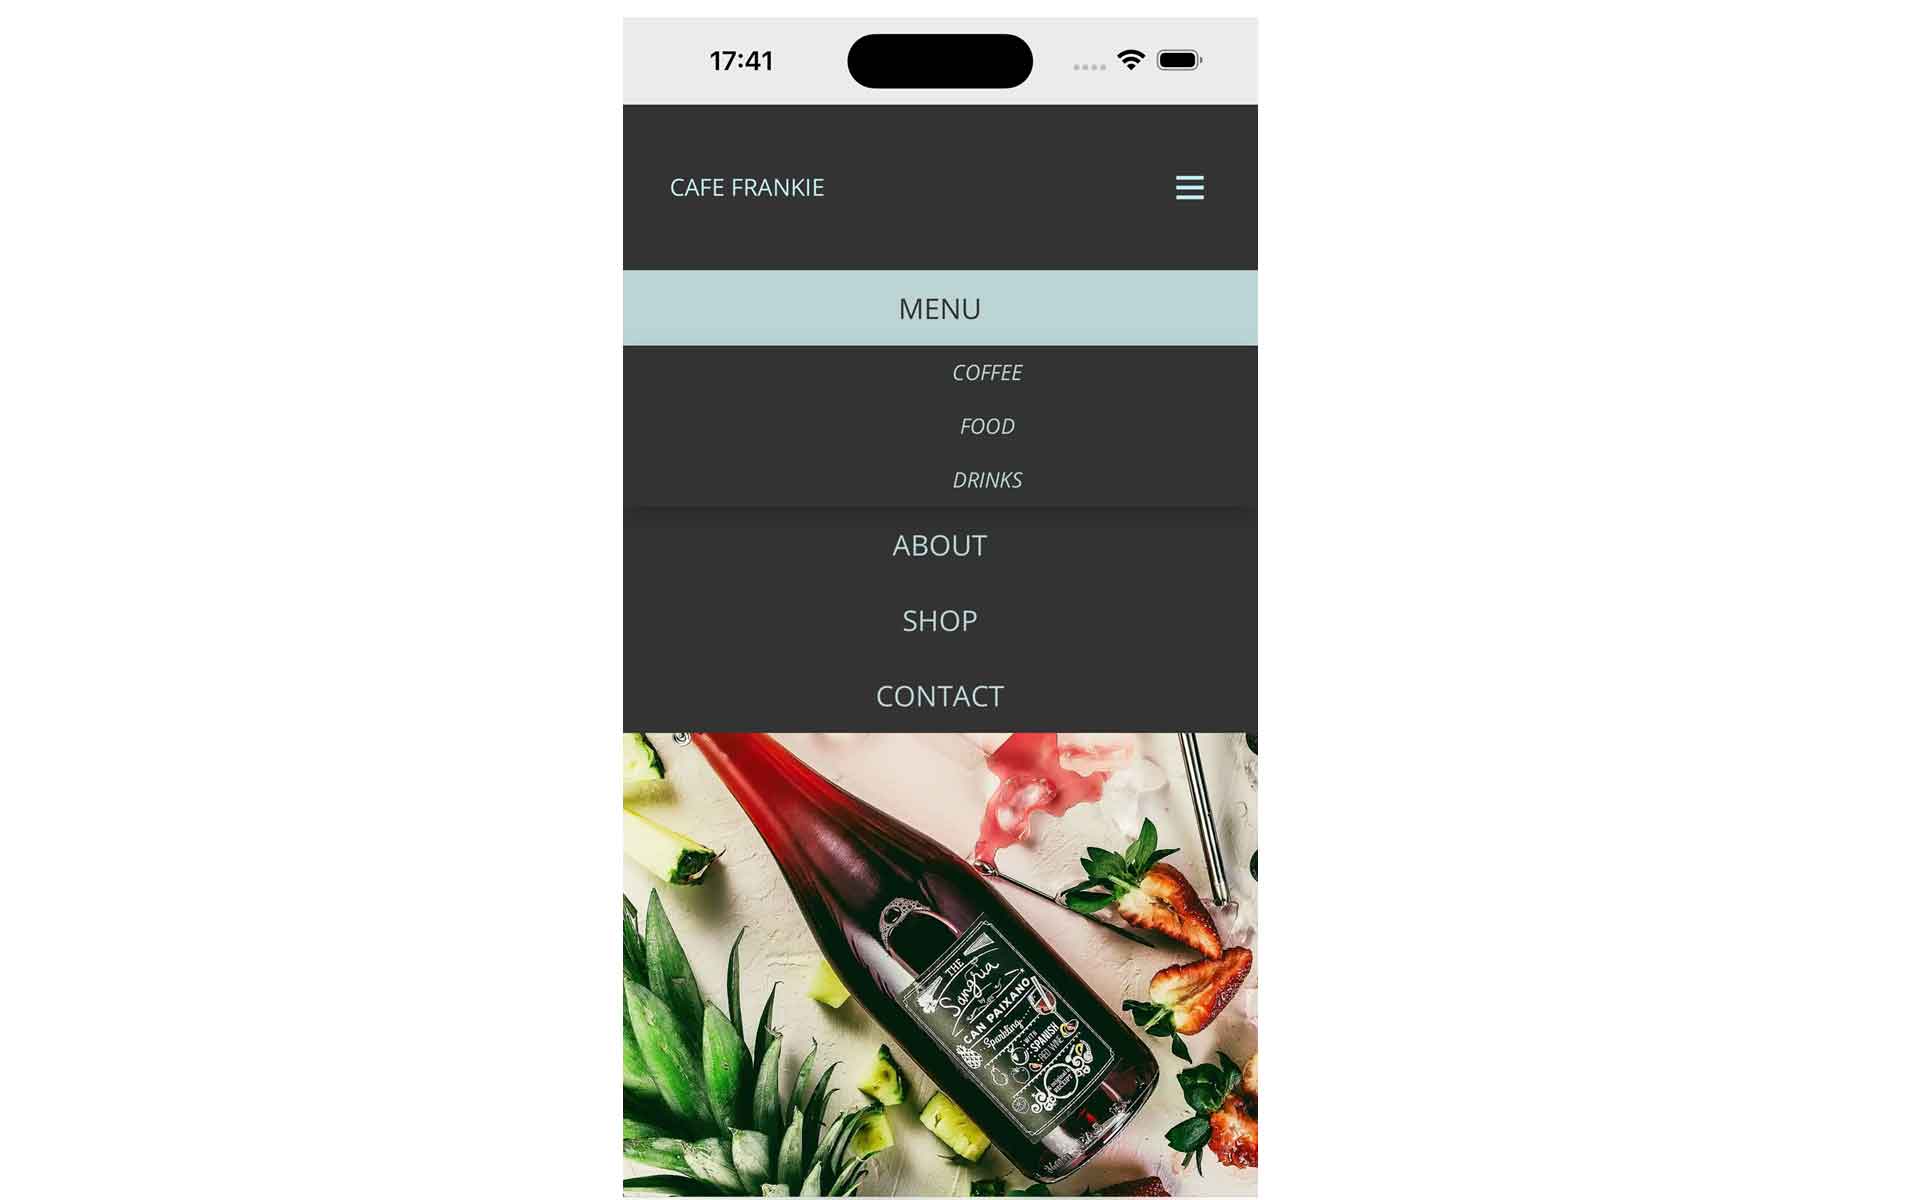 17:41
CAFE FRANKIE
MENU
COFFEE
FOOD
DRINKS
ABOUT
SHOP
CONTACT
THE
Sangria
by
CAN PAIXANO
Sparkling
WITH
SPANISH
RED WINE